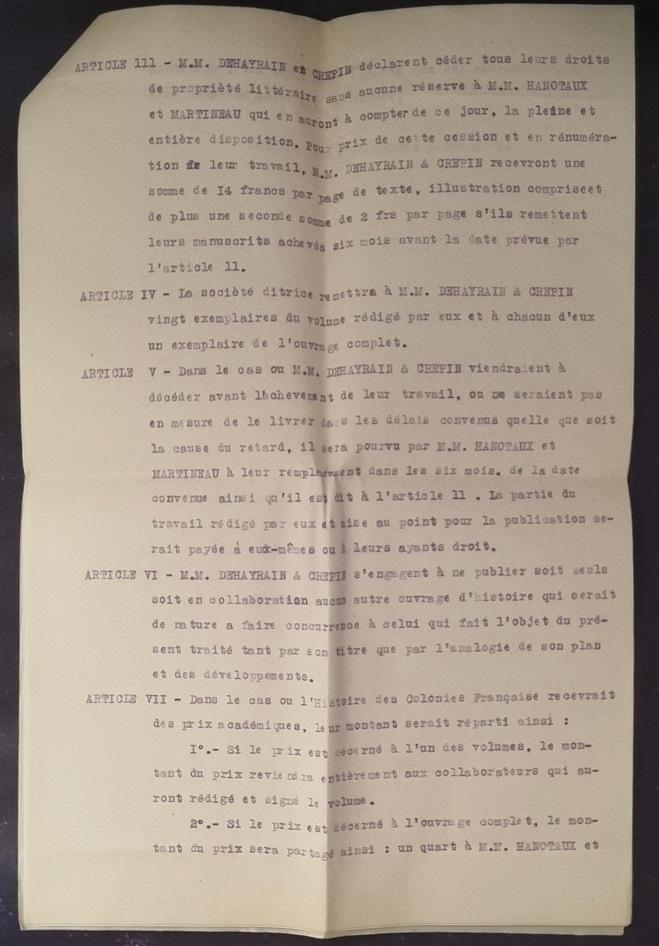 ARTICLE 111 - M.M. DEHAYRAIN et CREPIN déclarent céder tous leurs droits
de propriété littéraire sans aucune réserve à M.M. HANOTAUX
et MARTINEAU qui en auront à compter de ce jour, la pleine et
entière disposition. Pour prix de cette cession et en rénuméra-
tion de leur travail, M.M. DEHAYRAIN & CREPIN recevront une
somme de 14 francs par page de texte, illustration compriseet
de plus une seconde somme de 2 frs par page s'ils remettent
leurs manuscrits achevés six mois avant la date prévue par
l'article 11.
ARTICLE IV - La société ditrice remettra à M.M. DEHAYRAIN & CREPIN
vingt exemplaires du volume rédigé par eux et à chacun d'eux
un exemplaire de l'ouvrage complet.
ARTICLE V - Dans le cas ou M.M. DEHAYRAIN & CREPIN viendraient à
décéder avant làchevement de leur travail, ou ne seraient pas
en mesure de le livrer dans les délais convenus quelle que soit
la cause du retard, il sera pourvu par M.M. HANOTAUX et
MARTINEAU à leur remplacement dans les six mois. de la date
convenue ainsi qu'il est dit à l'article 11 . La partie du
travail rédigé par eux et mise au point pour la publication se-
rait payée à eux-mêmes ou à leurs ayants droit.
ARTICLE VI - M.M. DEHAYRAIN & CREPIN s'engagent à ne publier soit seuls
soit en collaboration aucun autre ouvrage d'histoire qui serait
de nature a faire concurrence à celui qui fait l'objet du pré-
sent traité tant par son titre que par l'analogie de son plan
et des développements.
ARTICLE VII - Dans le cas ou l'Histoire des Colonies Française recevrait
des prix académiques, leur montant serait réparti ainsi :
I°.- Si le prix est décerné à l'un des volumes, le mon-
tant du prix reviendra entièrement aux collaborateurs qui au-
ront rédigé et signé le volume.
2°.- Si le prix est décerné à l'ouvrage complet, le mon-
tant du prix sera partagé ainsi : un quart à M.M. HANOTAUX et